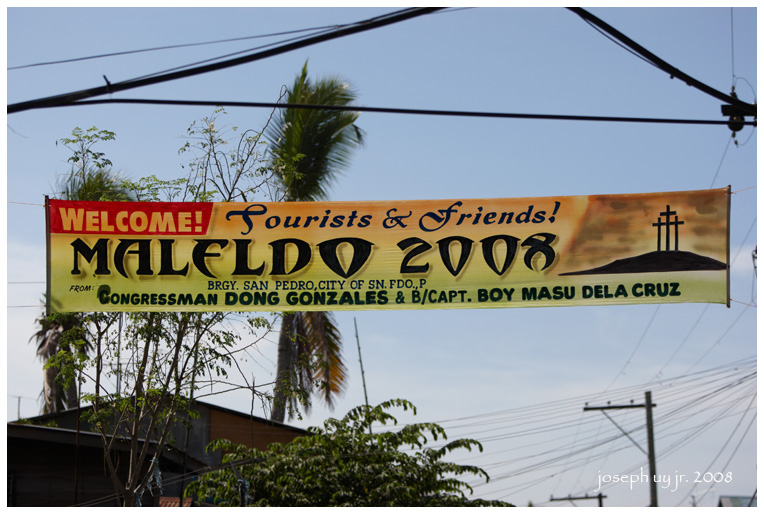 WELCOME! Tourists & Friends!
MALELDO 2008
BRGY. SAN PEDRO, CITY OF SN. FDO., P
FROM: CONGRESSMAN DONG GONZALES & B/CAPT. BOY MASU DELA CRUZ
joseph uy jr. 2008